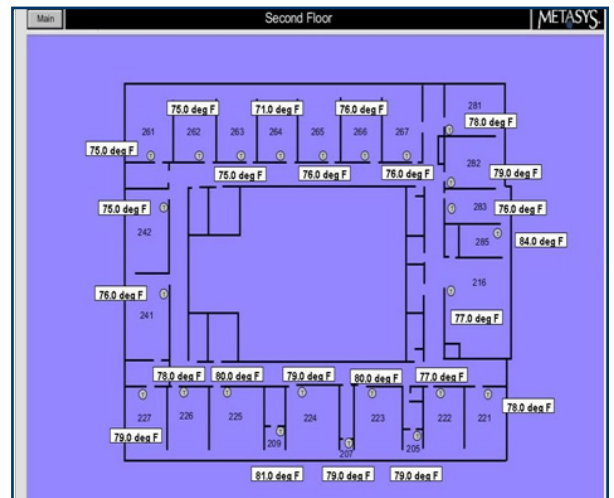 Main
Second Floor
METASYS.
281
75.0 deg F
71.0 deg F
76.0 deg F
78.0 deg F
261
262
263
264
265
266
267
75.0 deg F
282
75.0 deg F
76.0 deg F
76.0 deg F
79.0 deg F
75.0 deg F
283
76.0 deg F
242
285
84.0 deg F
216
76.0 deg F
241
77.0 deg F
78.0 deg F
80.0 deg F
79.0 deg F
80.0 deg F
77.0 deg F
78.0 deg F
227
226
225
224
223
222
221
79.0 deg F
209
207
205
81.0 deg F
79.0 deg F
79.0 deg F